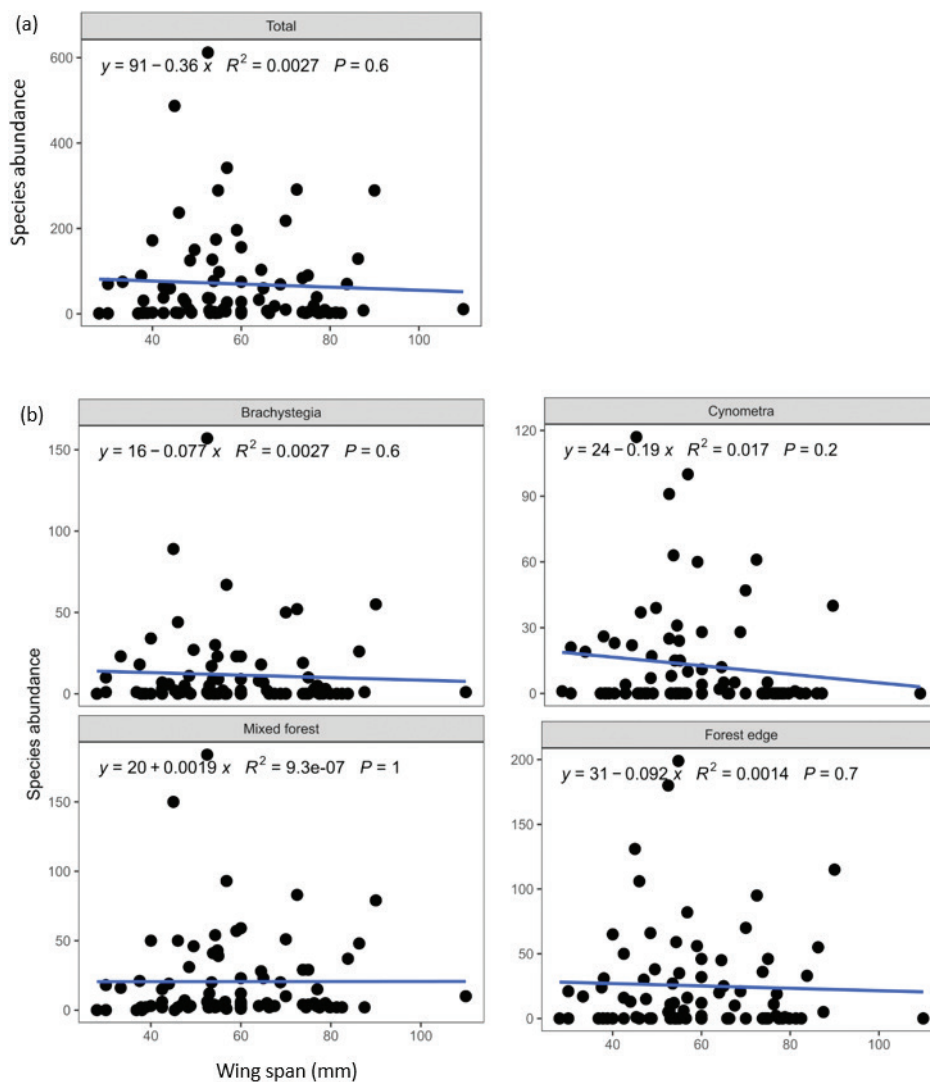 (a)
Total
y = 91 − 0.36 x R² = 0.0027 P = 0.6
600
400
200
0
Species abundance
40 60 80 100
(b)
Brachystegia
y = 16 − 0.077 x R² = 0.0027 P = 0.6
150
100
50
0
Cynometra
y = 24 − 0.19 x R² = 0.017 P = 0.2
120
90
60
30
0
Species abundance
Mixed forest
y = 20 + 0.0019 x R² = 9.3e-07 P = 1
150
100
50
0
40 60 80 100
Forest edge
y = 31 − 0.092 x R² = 0.0014 P = 0.7
200
150
100
50
0
40 60 80 100
Wing span (mm)